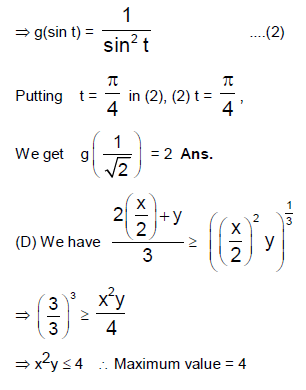 ⇒ g(sin t) = 1/sin² t ....(2)
Putting t = π/4 in (2), (2) t = π/4 ,
We get g(1/√2) = 2 Ans.
(D) We have (2(x/2)+y)/3 ≥ ((x/2)² y)^(1/3)
⇒ (3/3)³ ≥ x²y/4
⇒ x²y ≤ 4 ∴ Maximum value = 4